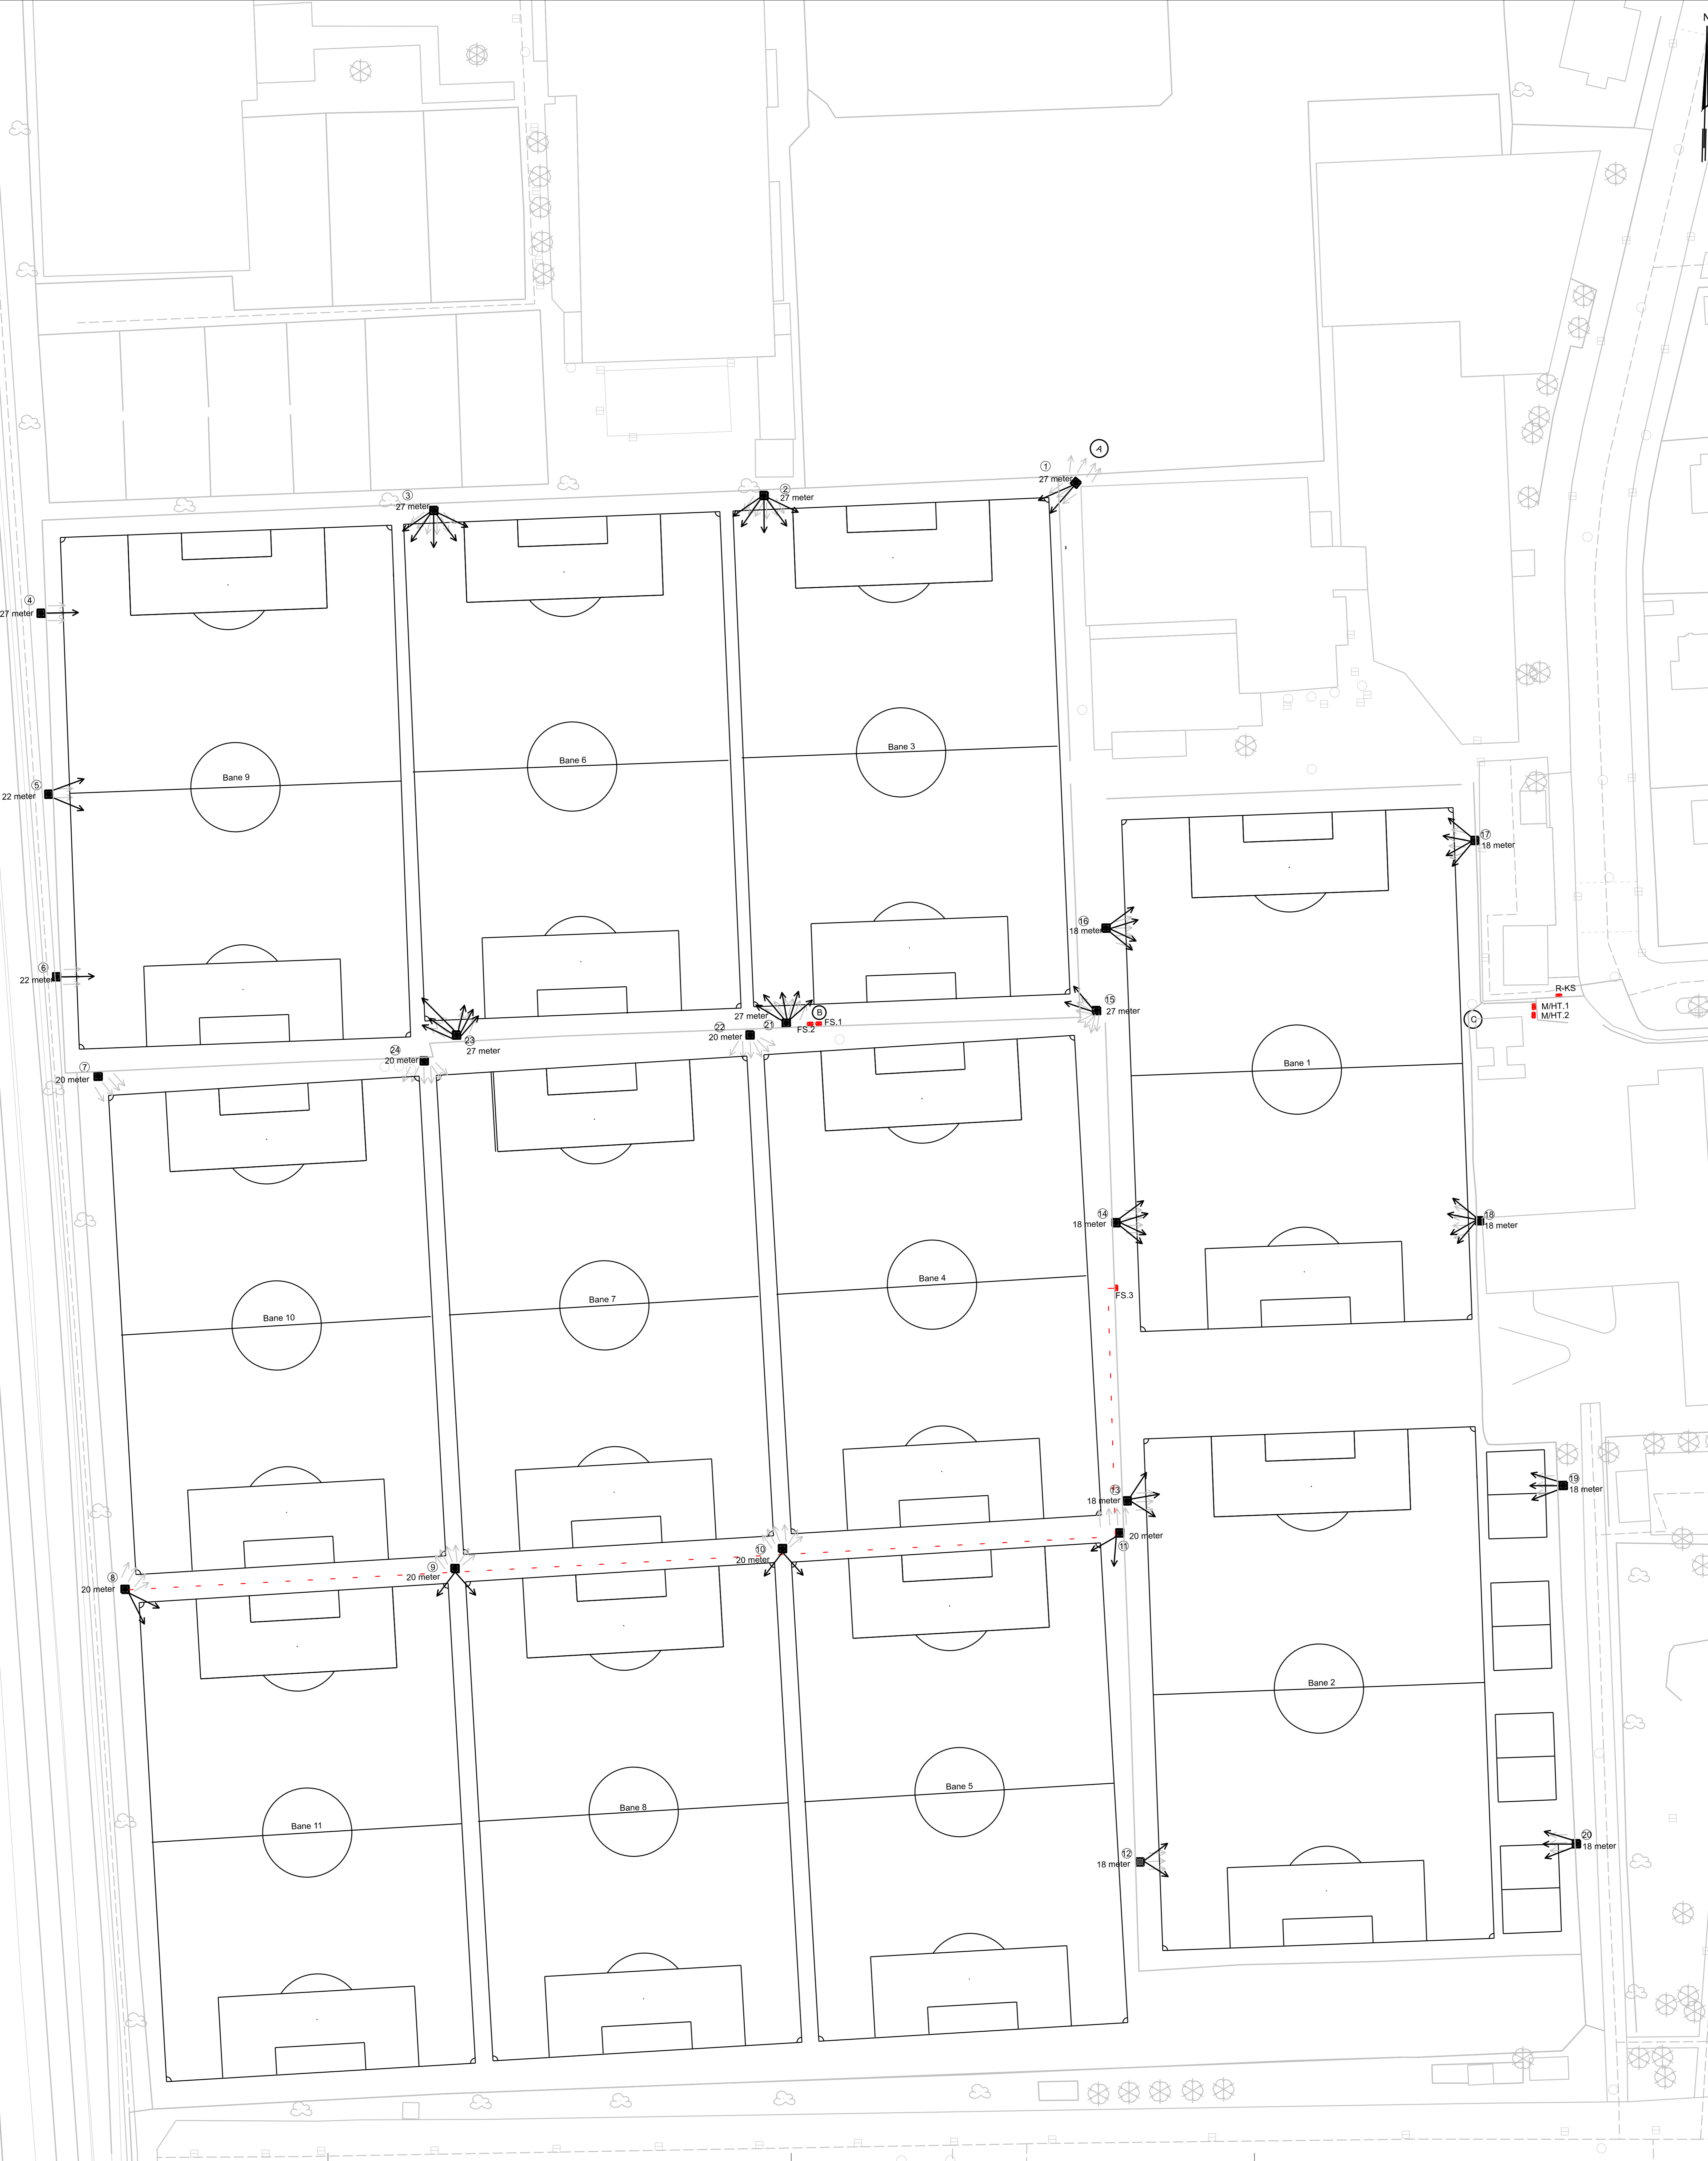 N
A
1
27 meter
2
27 meter
3
27 meter
4
27 meter
Bane 9
Bane 6
Bane 3
5
22 meter
17
18 meter
16
18 meter
6
22 meter
R-KS
M/HT.1
M/HT.2
C
15
27 meter
B
27 meter
21
FS.2
FS.1
22
20 meter
23
27 meter
24
20 meter
7
20 meter
Bane 1
14
18 meter
18
18 meter
Bane 10
Bane 7
Bane 4
FS.3
19
18 meter
13
18 meter
20 meter
11
10
20 meter
9
20 meter
8
20 meter
Bane 2
Bane 11
Bane 8
Bane 5
12
18 meter
20
18 meter